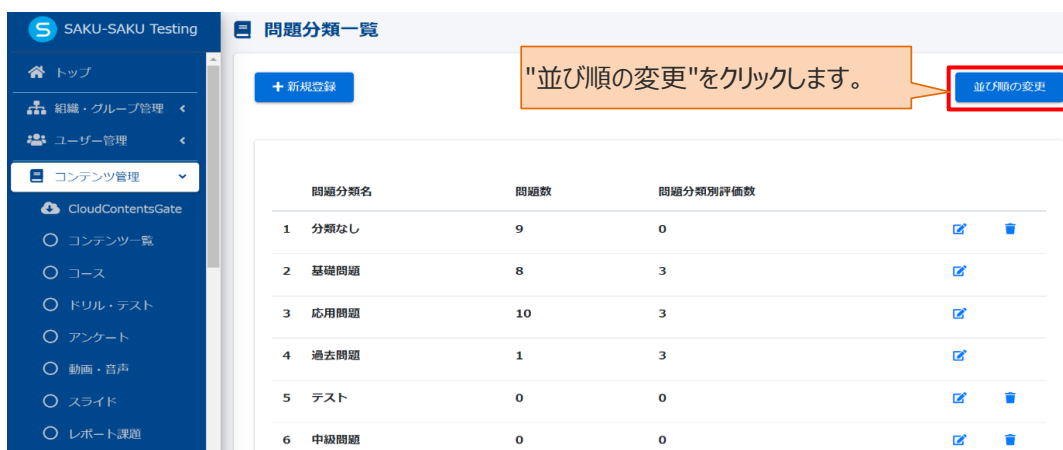 SAKU-SAKU Testing
問題分類一覧
トップ
組織・グループ管理
ユーザー管理
コンテンツ管理
CloudContentsGate
コンテンツ一覧
コース
ドリル・テスト
アンケート
動画・音声
スライド
レポート課題
+ 新規登録
"並び順の変更"をクリックします。
並び順の変更
問題分類名 問題数 問題分類別評価数
1 分類なし 9 0
2 基礎問題 8 3
3 応用問題 10 3
4 過去問題 1 3
5 テスト 0 0
6 中級問題 0 0